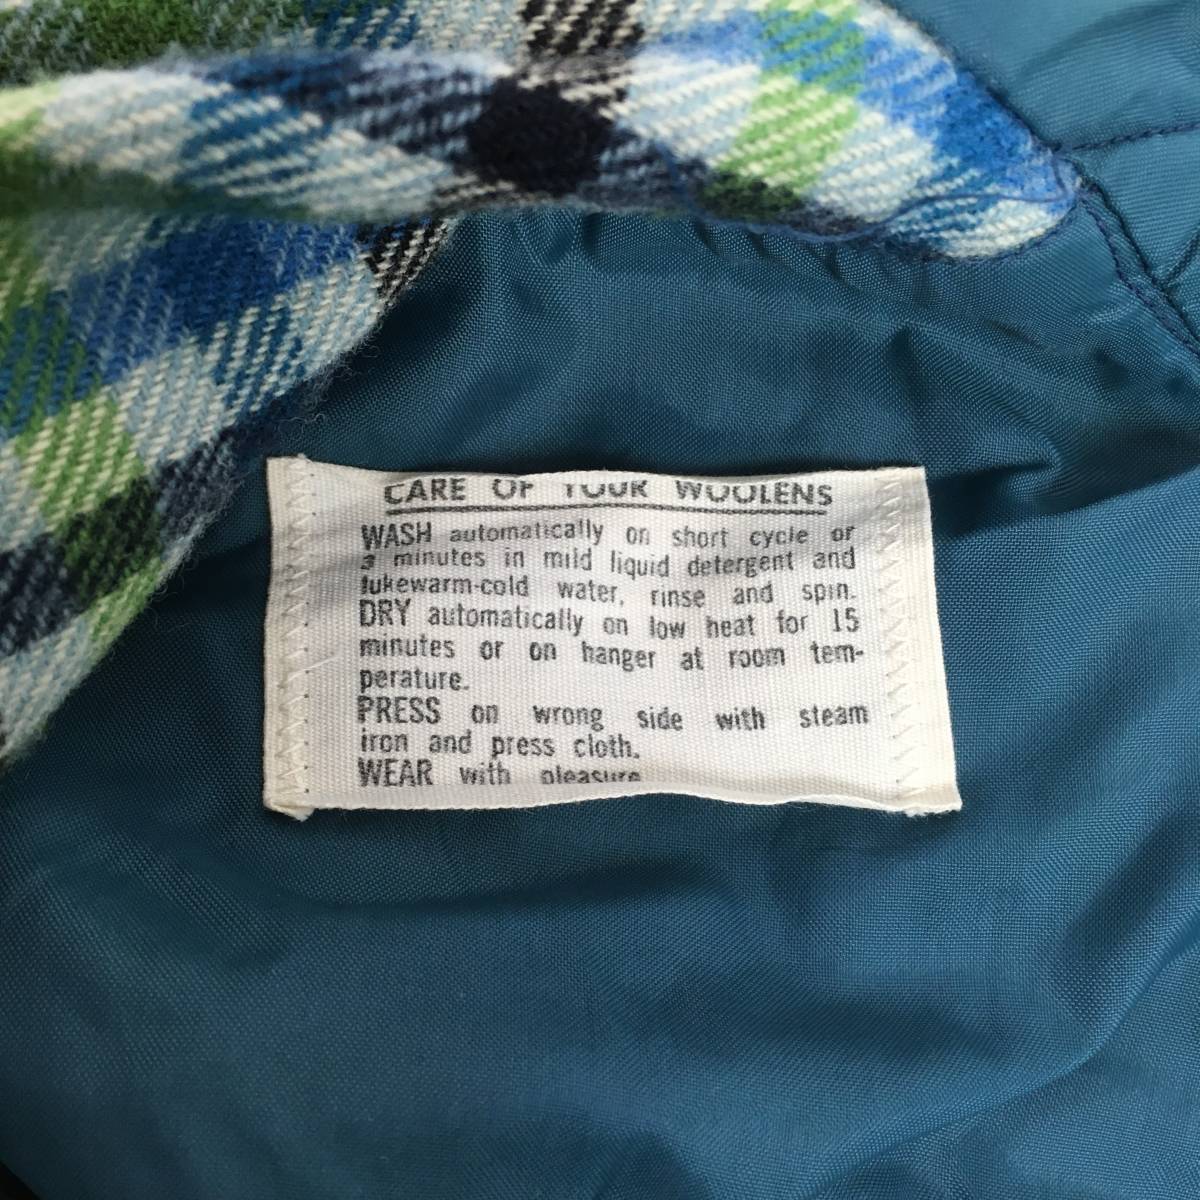 CARE OF YOUR WOOLENS
WASH automatically on short cycle or
3 minutes in mild liquid detergent and
lukewarm-cold water, rinse and spin.
DRY automatically on low heat for 15
minutes or on hanger at room tem-
perature.
PRESS on wrong side with steam
iron and press cloth.
WEAR with pleasure